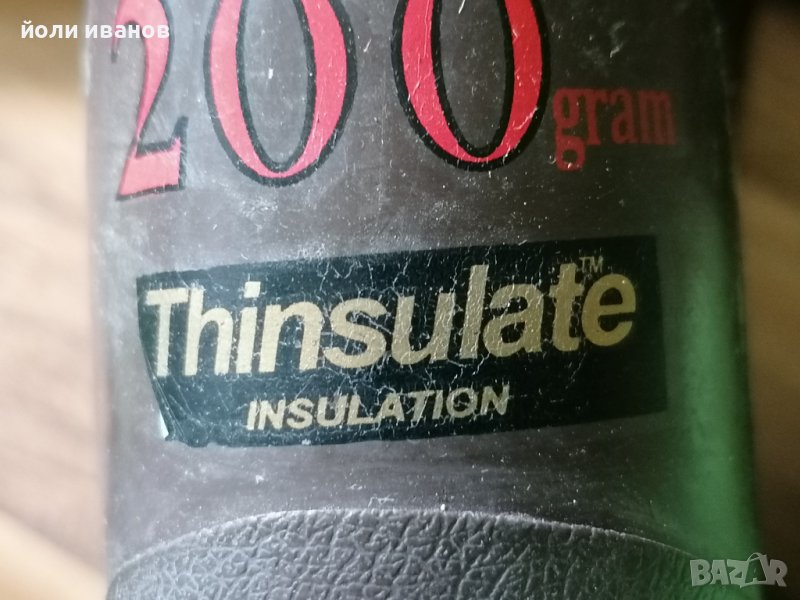 йоли иванов
200 gram
Thinsulate™
INSULATION
BAZAR